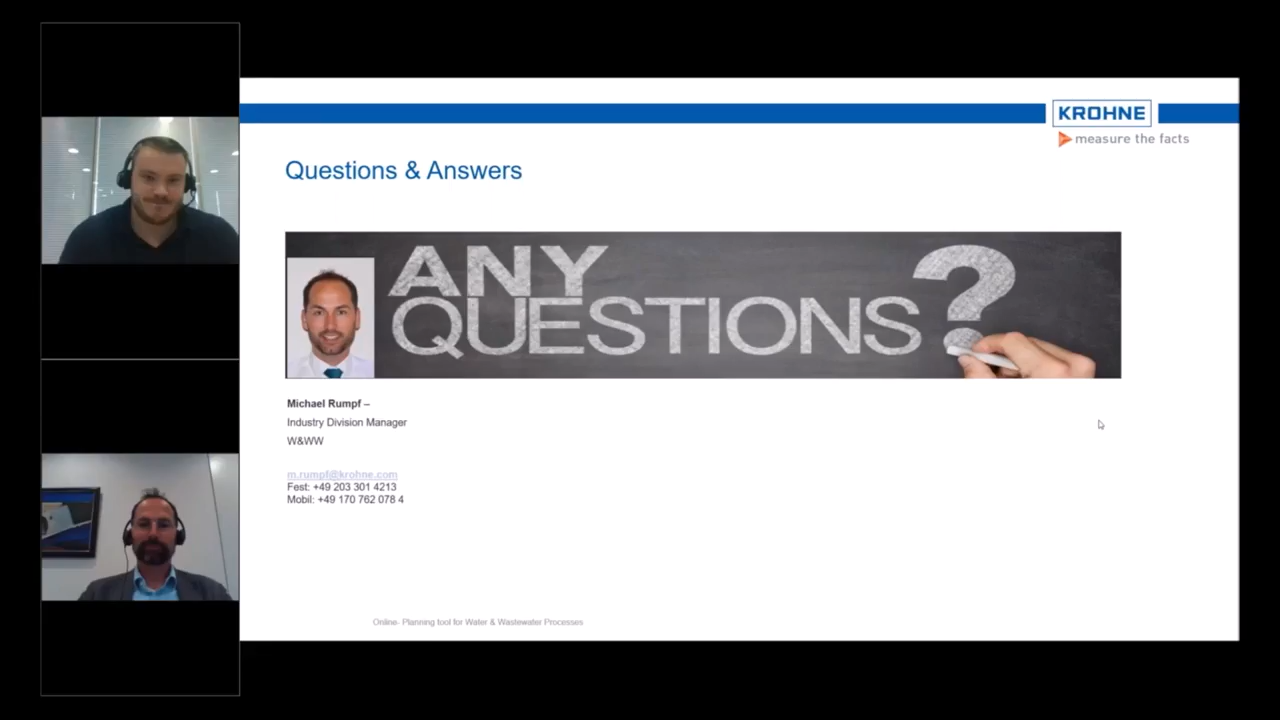 KROHNE
measure the facts
Questions & Answers
ANY
QUESTIONS?
Michael Rumpf –
Industry Division Manager
W&WW
m.rumpf@krohne.com
Fest: +49 203 301 4213
Mobil: +49 170 762 078 4
Online- Planning tool for Water & Wastewater Processes